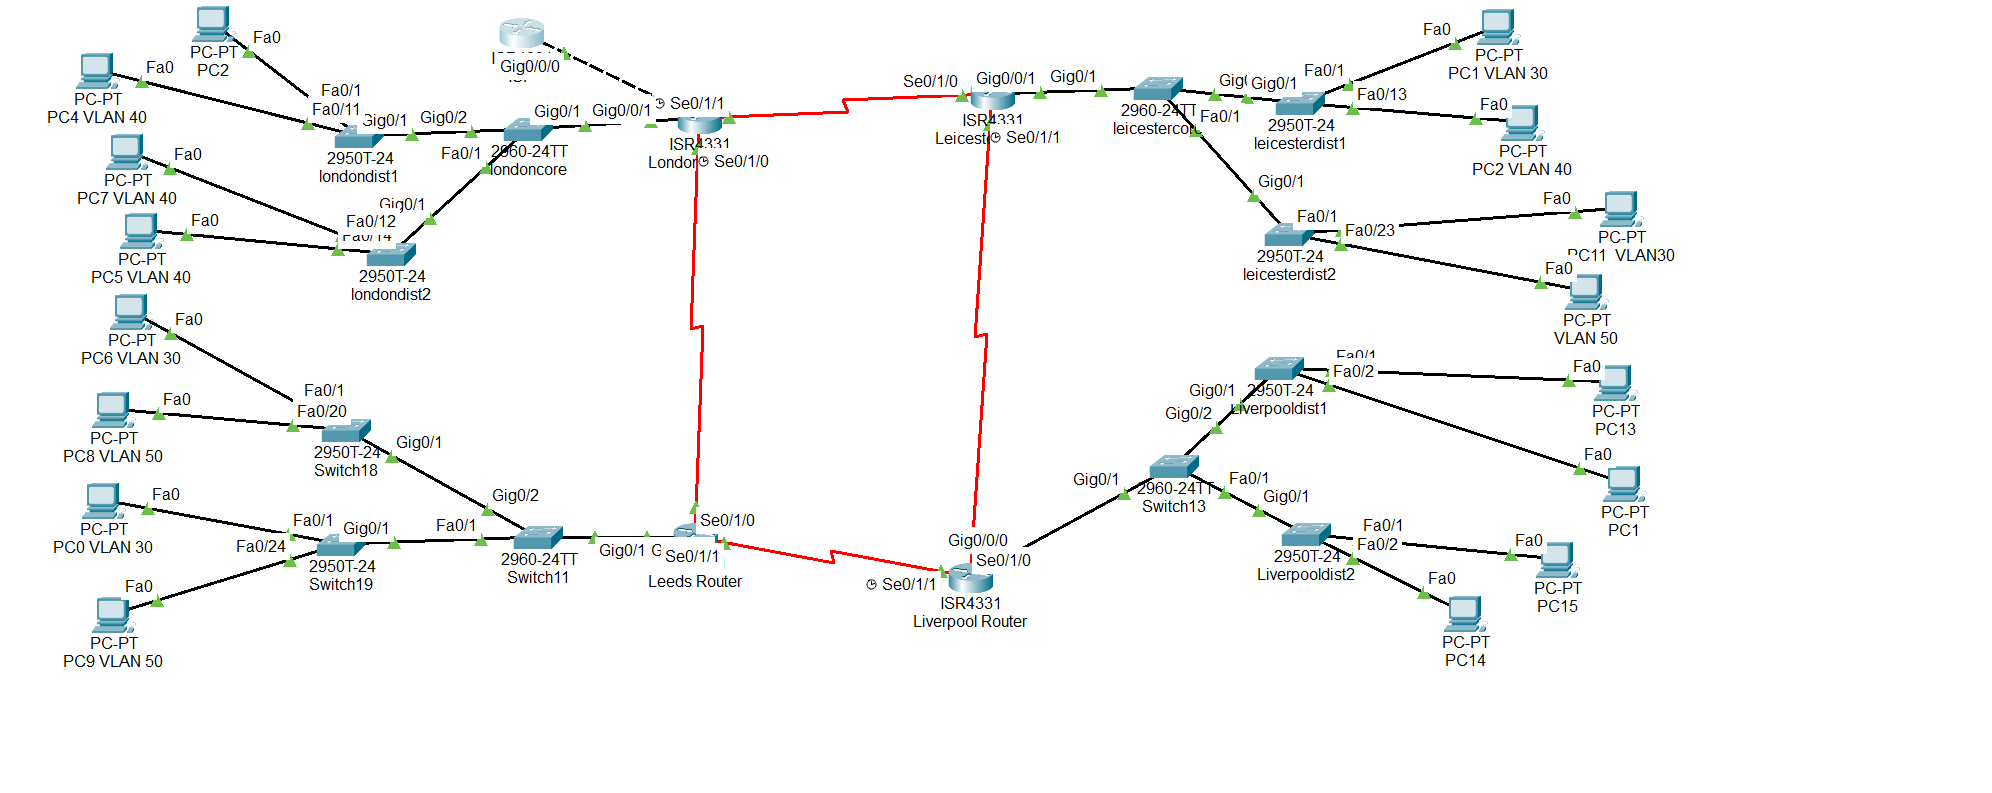 Fa0
PC-PT
PC2
Fa0
PC-PT
PC4 VLAN 40
Fa0/1
Fa0/11
Gig0/1
2950T-24
londondist1
Gig0/2
Gig0/1
Fa0/1
2960-24TT
londoncore
Gig0/0/1
Gig0/0/0
Se0/1/1
ISR4331
London
Se0/1/0
Fa0
PC-PT
PC7 VLAN 40
Fa0
PC-PT
PC5 VLAN 40
Fa0/12
Fa0/14
Gig0/1
2950T-24
londondist2
Se0/1/0
Gig0/0/1
ISR4331
Se0/1/1
Gig0/1
2960-24TT
Fa0/1
Gig0/1
Fa0/1
Fa0/13
2950T-24
leicesterdist1
Fa0
PC-PT
PC1 VLAN 30
Fa0
PC-PT
PC2 VLAN 40
Gig0/1
Fa0/1
Fa0/23
2950T-24
leicesterdist2
Fa0
PC-PT
PC11 VLAN30
Fa0
PC-PT
VLAN 50
Fa0
PC-PT
PC6 VLAN 30
Fa0
PC-PT
PC8 VLAN 50
Fa0/1
Fa0/20
2950T-24
Switch18
Gig0/1
Gig0/2
Fa0
PC-PT
PC0 VLAN 30
Fa0/1
Fa0/24
Gig0/1
2950T-24
Switch19
Fa0
PC-PT
PC9 VLAN 50
Fa0/1
2960-24TT
Switch11
Gig0/1
Se0/1/0
Se0/1/1
Leeds Router
Gig0/0/0
Se0/1/0
Se0/1/1
ISR4331
Liverpool Router
Gig0/1
Gig0/2
2960-24TT
Switch13
Fa0/1
Gig0/1
Fa0/1
Fa0/2
2950T-24
Liverpooldist1
Fa0
PC-PT
PC13
Fa0
PC-PT
PC1
Gig0/1
Fa0/1
Fa0/2
2950T-24
Liverpooldist2
Fa0
PC-PT
PC15
Fa0
PC-PT
PC14